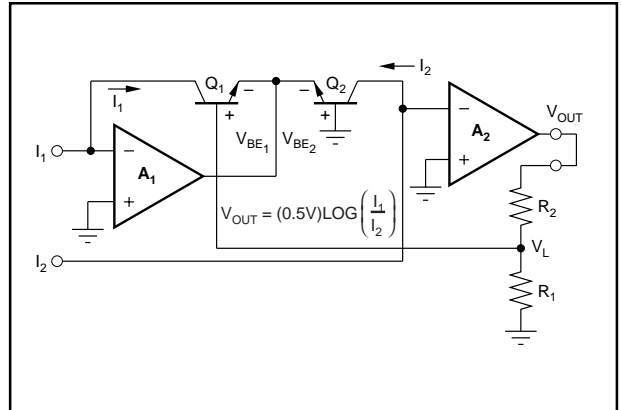 I1
Q1
Q2
I2
VOUT
I1
A1
VBE1
VBE2
A2
VOUT = (0.5V)LOG (I1/I2)
R2
VL
I2
R1